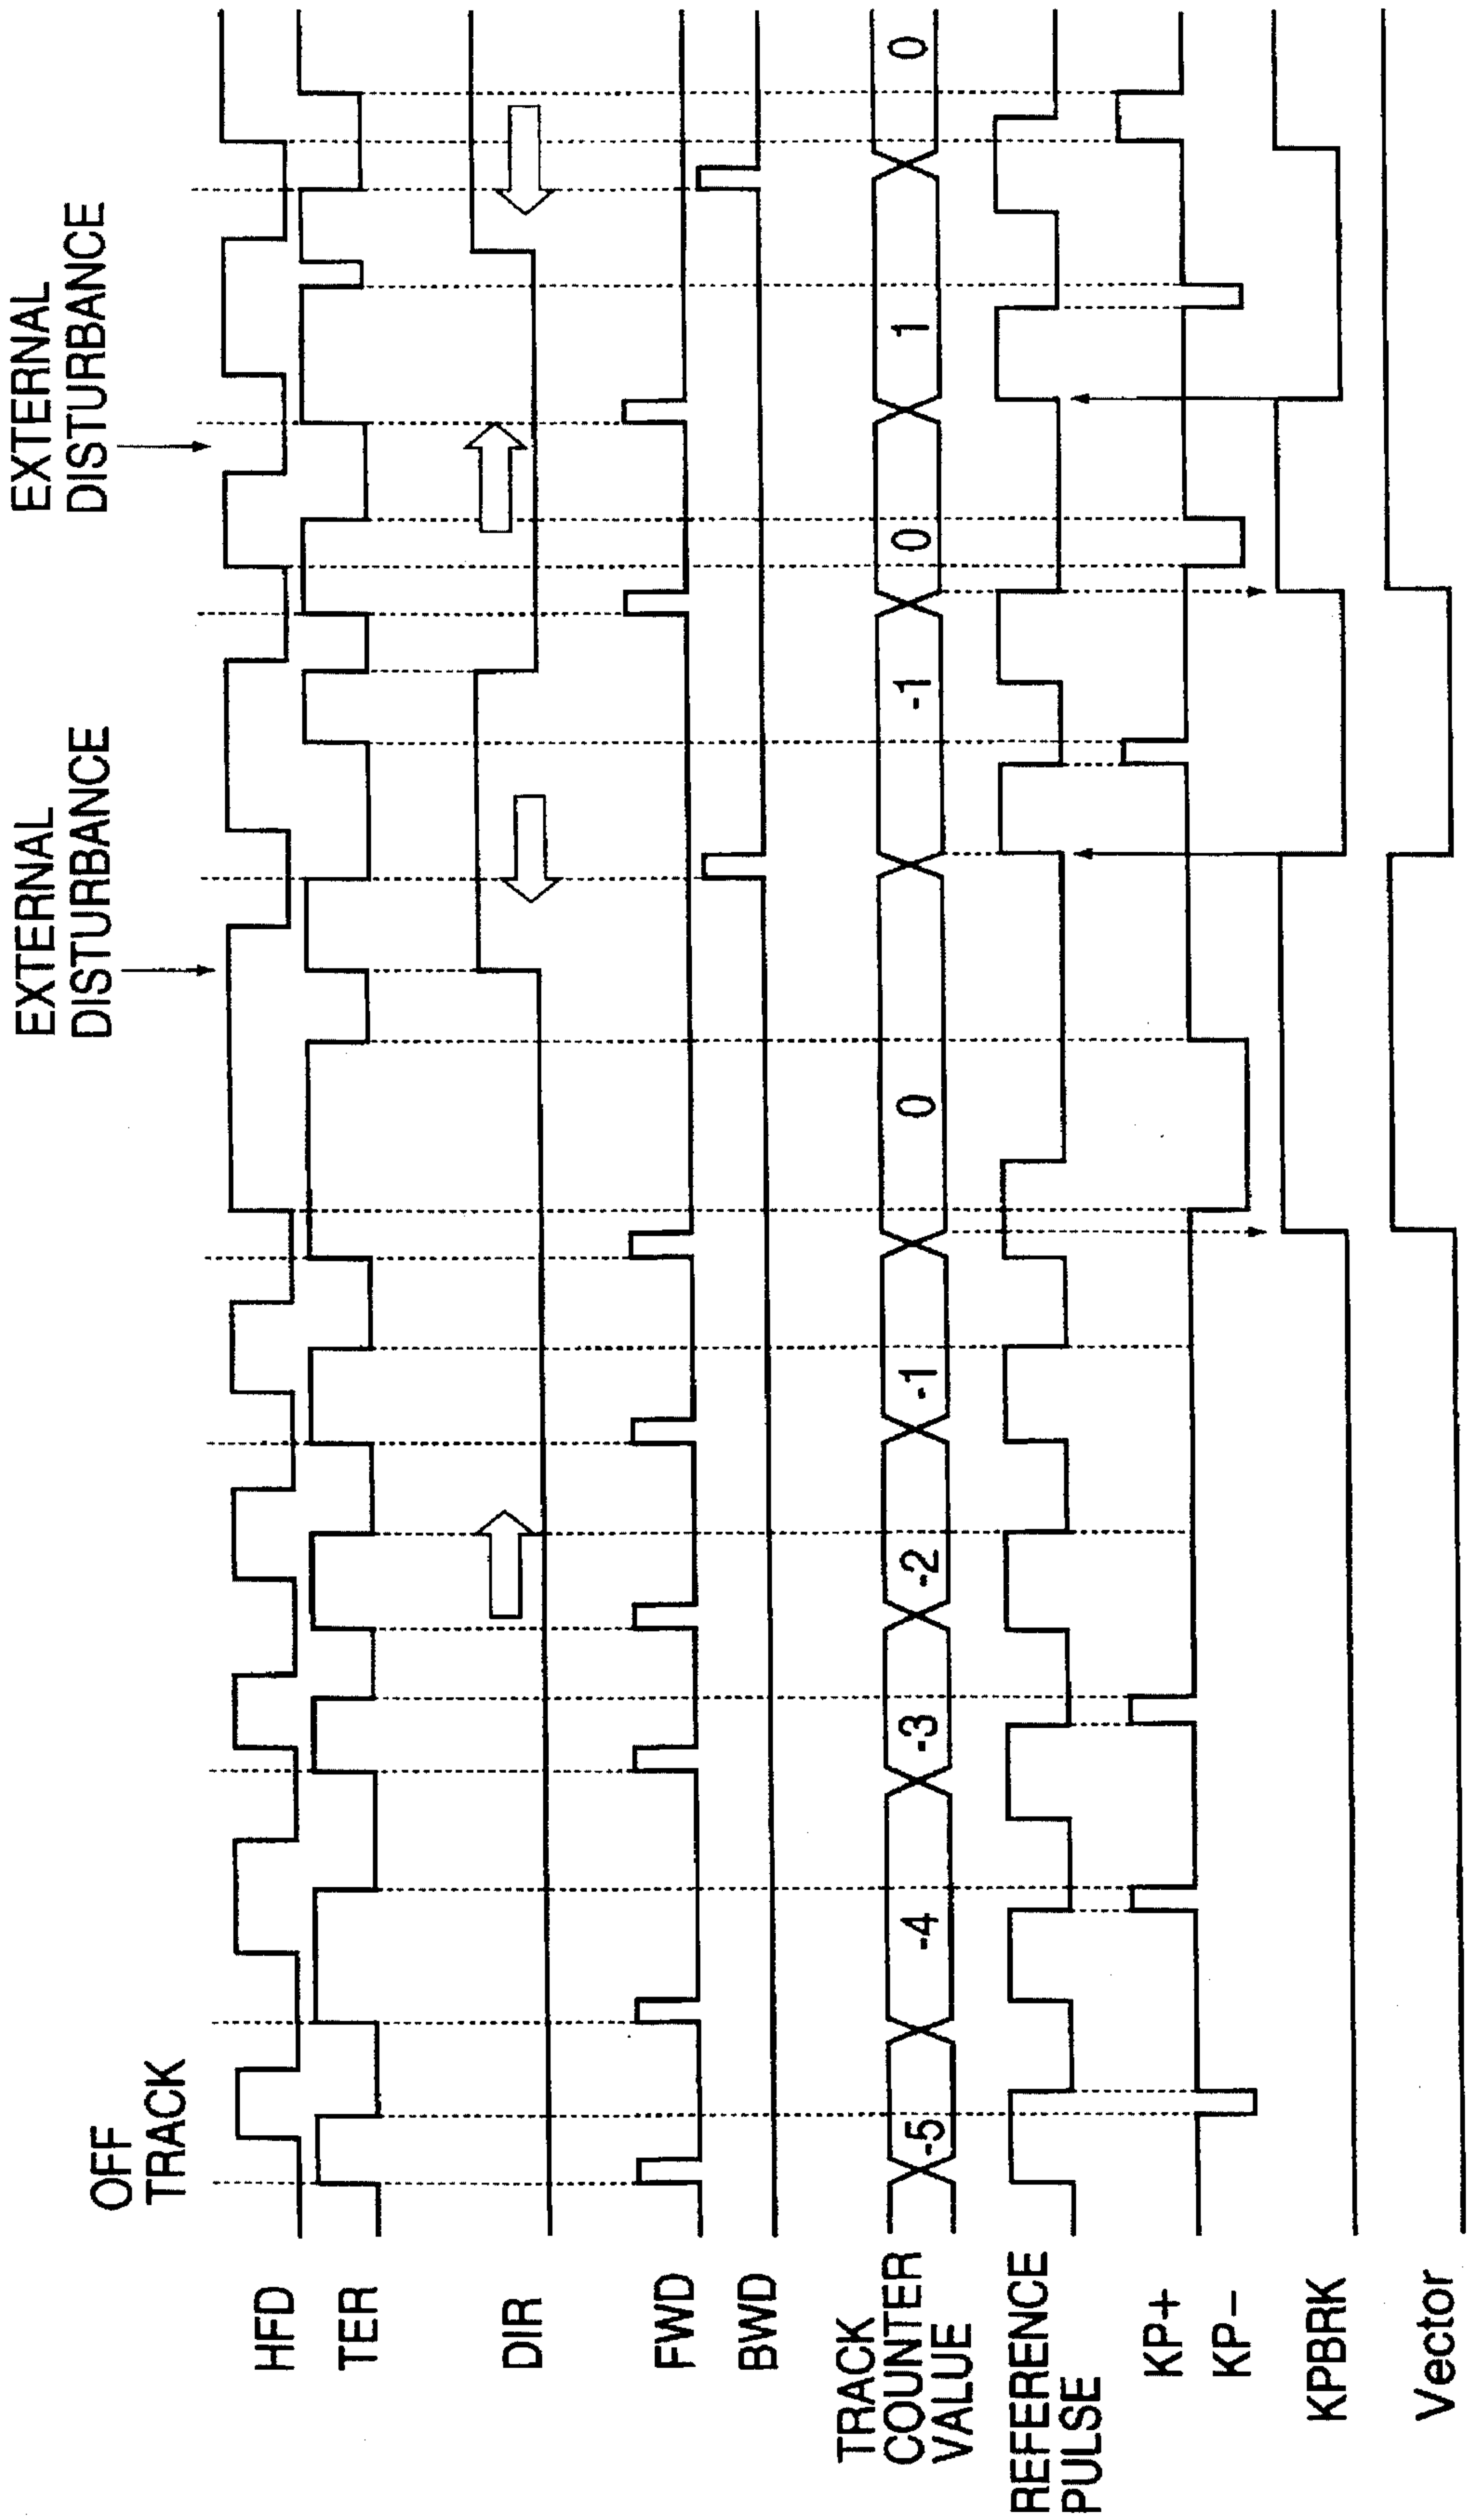 OFF
TRACK
EXTERNAL
DISTURBANCE
EXTERNAL
DISTURBANCE
HFD
TER
DIR
FWD
BWD
TRACK
COUNTER
VALUE
-5
-4
-3
-2
-1
0
-1
0
1
0
REFERENCE
PULSE
KP+
KP−
KPBRK
Vector